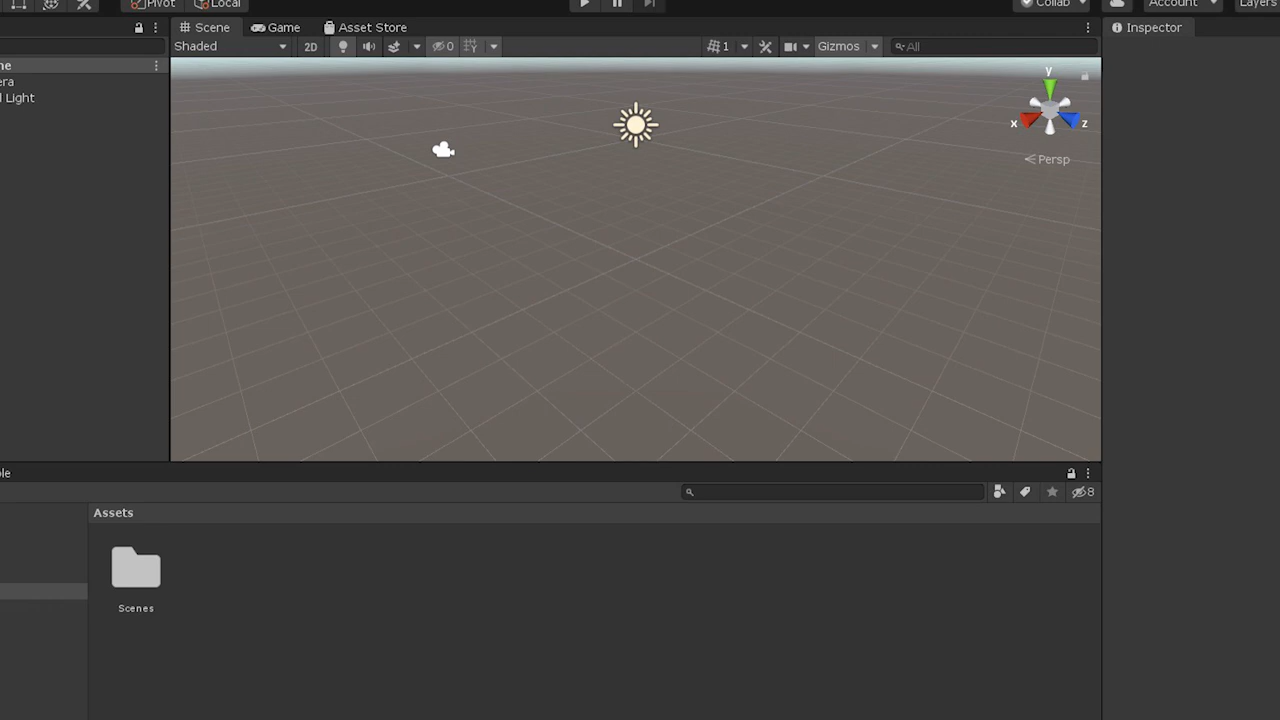 Pivot Local Collab Account Layers
Scene Game Asset Store Inspector
Shaded 2D 0 1 Gizmos All
ne
era
l Light
y
x z
Persp
le
8
Assets
Scenes